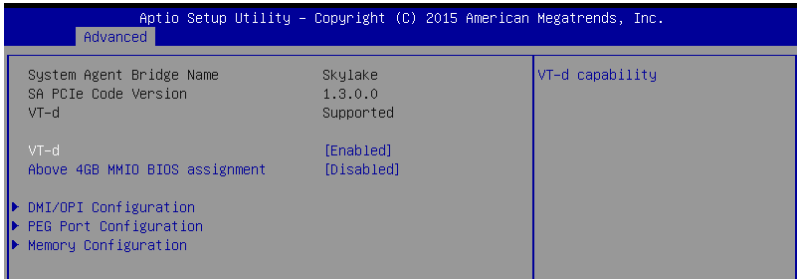 Aptio Setup Utility – Copyright (C) 2015 American Megatrends, Inc.
Advanced
System Agent Bridge Name Skylake
SA PCIe Code Version 1.3.0.0
VT-d Supported
VT-d [Enabled]
Above 4GB MMIO BIOS assignment [Disabled]
DMI/OPI Configuration
PEG Port Configuration
Memory Configuration
VT-d capability